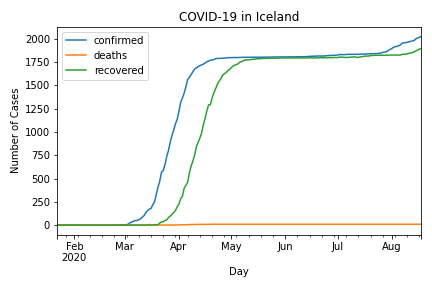 COVID-19 in Iceland
confirmed
deaths
recovered
Number of Cases
2000
1750
1500
1250
1000
750
500
250
0
Feb Mar Apr May Jun Jul Aug
2020
Day